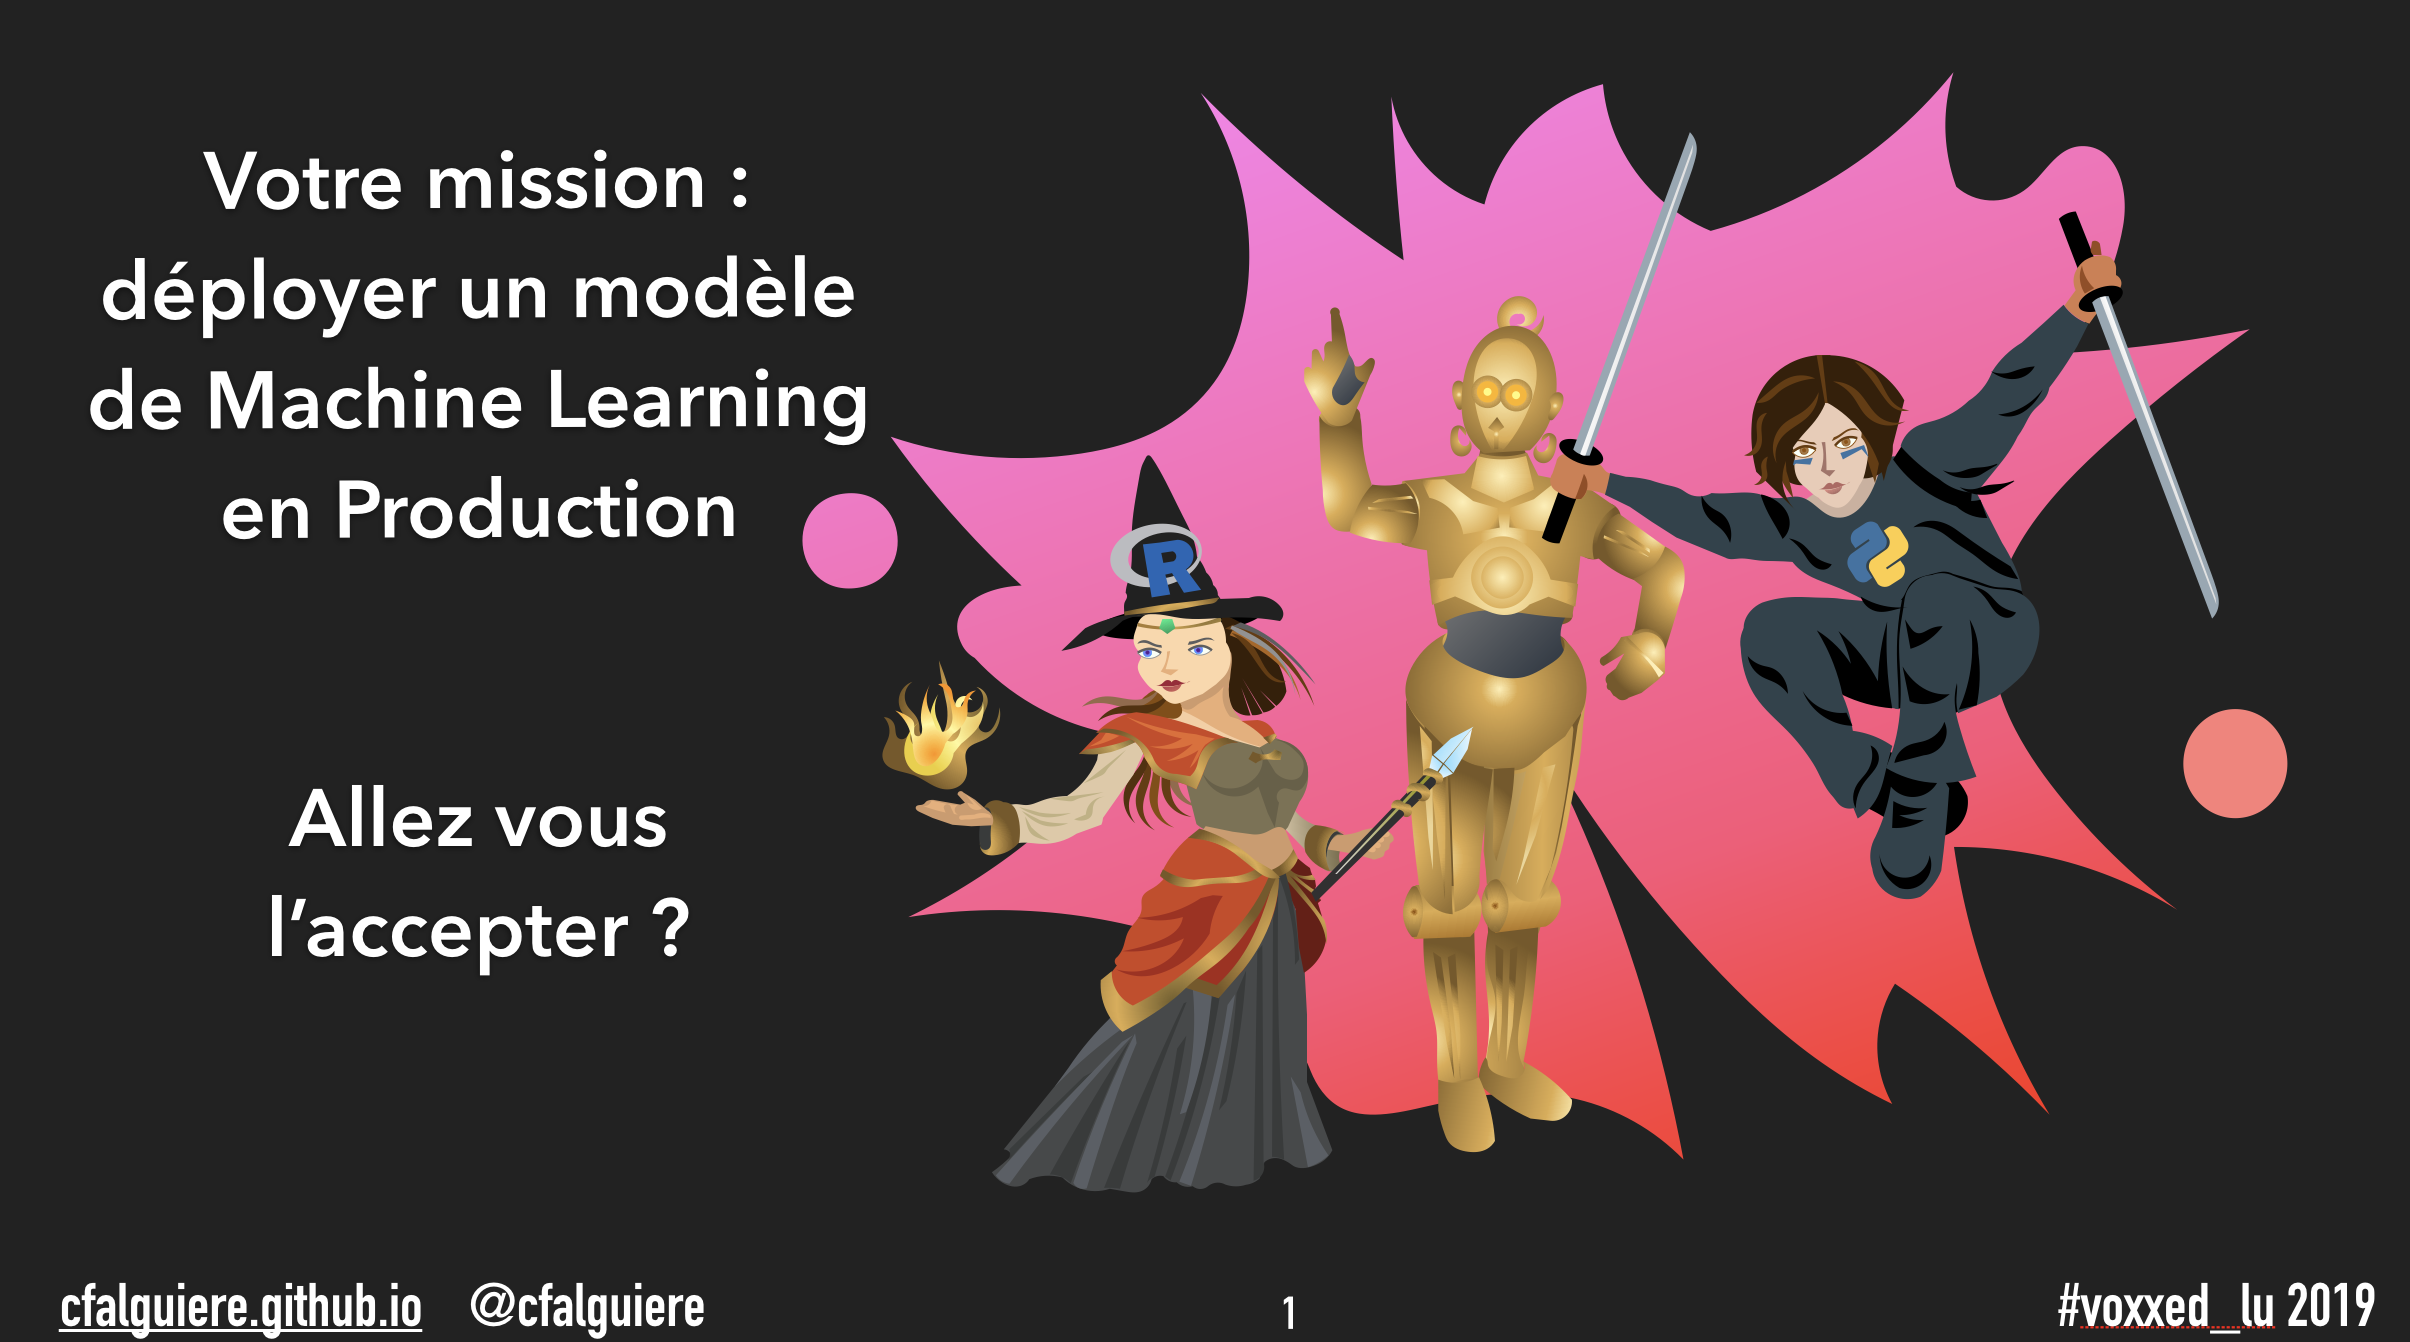 Votre mission :
déployer un modèle
de Machine Learning
en Production
Allez vous
l’accepter ?
R
cfalguiere.github.io @cfalguiere
1
#voxxed_lu 2019